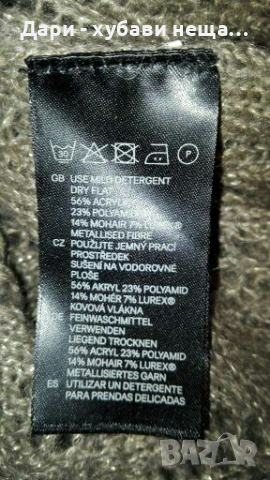 Дари - хубави неща...
30
P
GB USE MILD DETERGENT
DRY FLAT
56% ACRYLIC
23% POLYAMID
14% MOHAIR 7% LUREX®
METALLISED FIBRE
CZ POUŽIJTE JEMNÝ PRACÍ
PROSTŘEDEK
SUŠENÍ NA VODOROVNÉ
PLOŠE
56% AKRYL 23% POLYAMID
14% MOHÉR 7% LUREX®
KOVOVÁ VLÁKNA
DE FEINWASCHMITTEL
VERWENDEN
LIEGEND TROCKNEN
56% ACRYL 23% POLYAMID
14% MOHAIR 7% LUREX®
METALLISIERTES GARN
ES UTILIZAR UN DETERGENTE
PARA PRENDAS DELICADAS
BAZAR